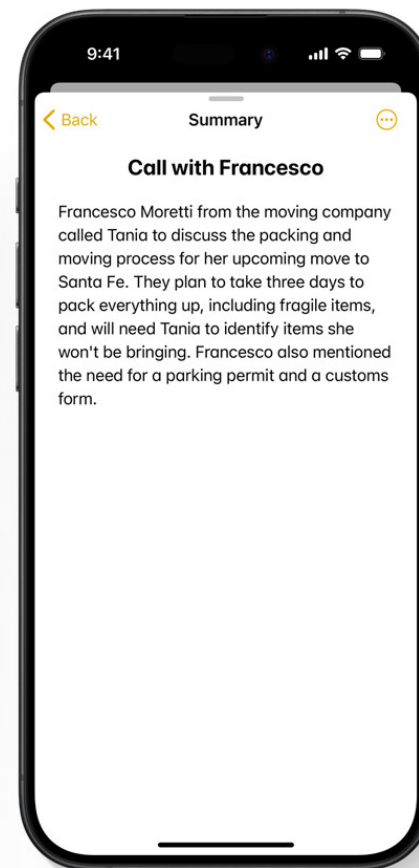 9:41
Back
Summary
Call with Francesco
Francesco Moretti from the moving company
called Tania to discuss the packing and
moving process for her upcoming move to
Santa Fe. They plan to take three days to
pack everything up, including fragile items,
and will need Tania to identify items she
won't be bringing. Francesco also mentioned
the need for a parking permit and a customs
form.